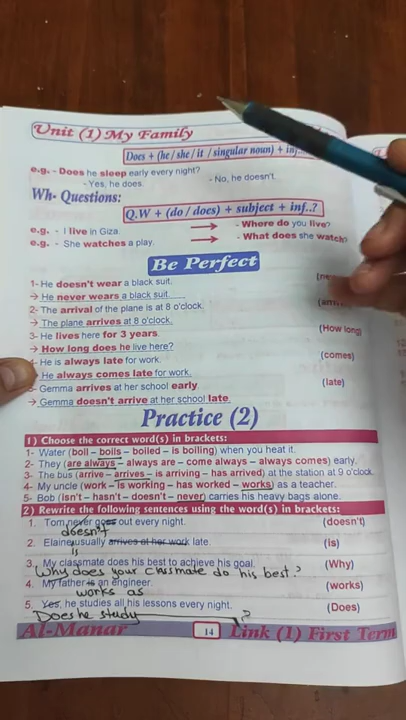 Unit (1) My Family
Does + (he / she / it / singular noun) + inf..
e.g. - Does he sleep early every night?
- Yes, he does. - No, he doesn't.
Wh- Questions:
Q.W + (do / does) + subject + inf..?
e.g. - I live in Giza. → - Where do you live?
e.g. - She watches a play. → - What does she watch?
Be Perfect
1- He doesn't wear a black suit.
→ He never wears a black suit.
2- The arrival of the plane is at 8 o'clock.
→ The plane arrives at 8 o'clock.
3- He lives here for 3 years. (How long)
→ How long does he live here?
He is always late for work. (comes)
He always comes late for work.
Gemma arrives at her school early. (late)
→ Gemma doesn't arrive at her school late.
Practice (2)
1) Choose the correct word(s) in brackets:
1- Water (boil – boils – boiled – is boiling) when you heat it.
2- They (are always – always are – come always – always comes) early.
3- The bus (arrive – arrives – is arriving – has arrived) at the station at 9 o'clock.
4- My uncle (work – is working – has worked – works) as a teacher.
5- Bob (isn't – hasn't – doesn't – never) carries his heavy bags alone.
2) Rewrite the following sentences using the word(s) in brackets:
1. Tom never goes out every night. (doesn't)
doesn't
2. Elaine usually arrives at her work late. (is)
is
3. My classmate does his best to achieve his goal. (Why)
Why does your classmate do his best?
4. My father is an engineer. (works)
works as
5. Yes, he studies all his lessons every night. (Does)
Does he study ?
Al-Manar 14 Link (1) First Term